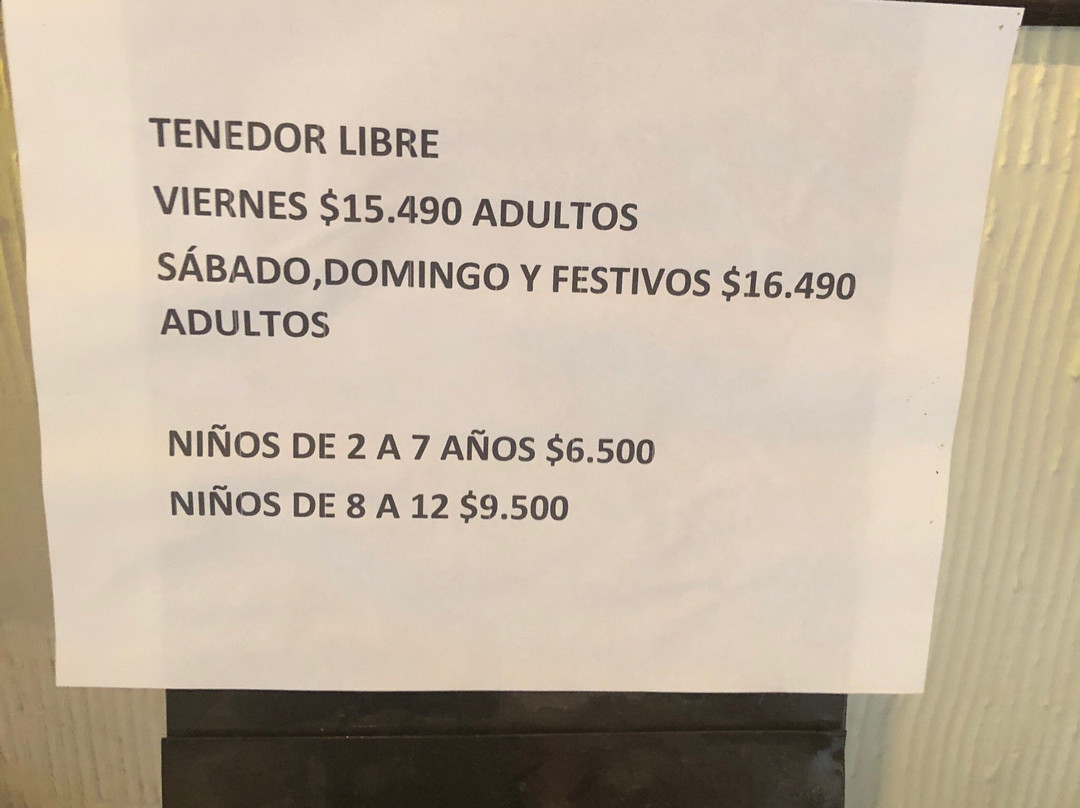 TENEDOR LIBRE
VIERNES $15.490 ADULTOS
SÁBADO,DOMINGO Y FESTIVOS $16.490
ADULTOS
NIÑOS DE 2 A 7 AÑOS $6.500
NIÑOS DE 8 A 12 $9.500